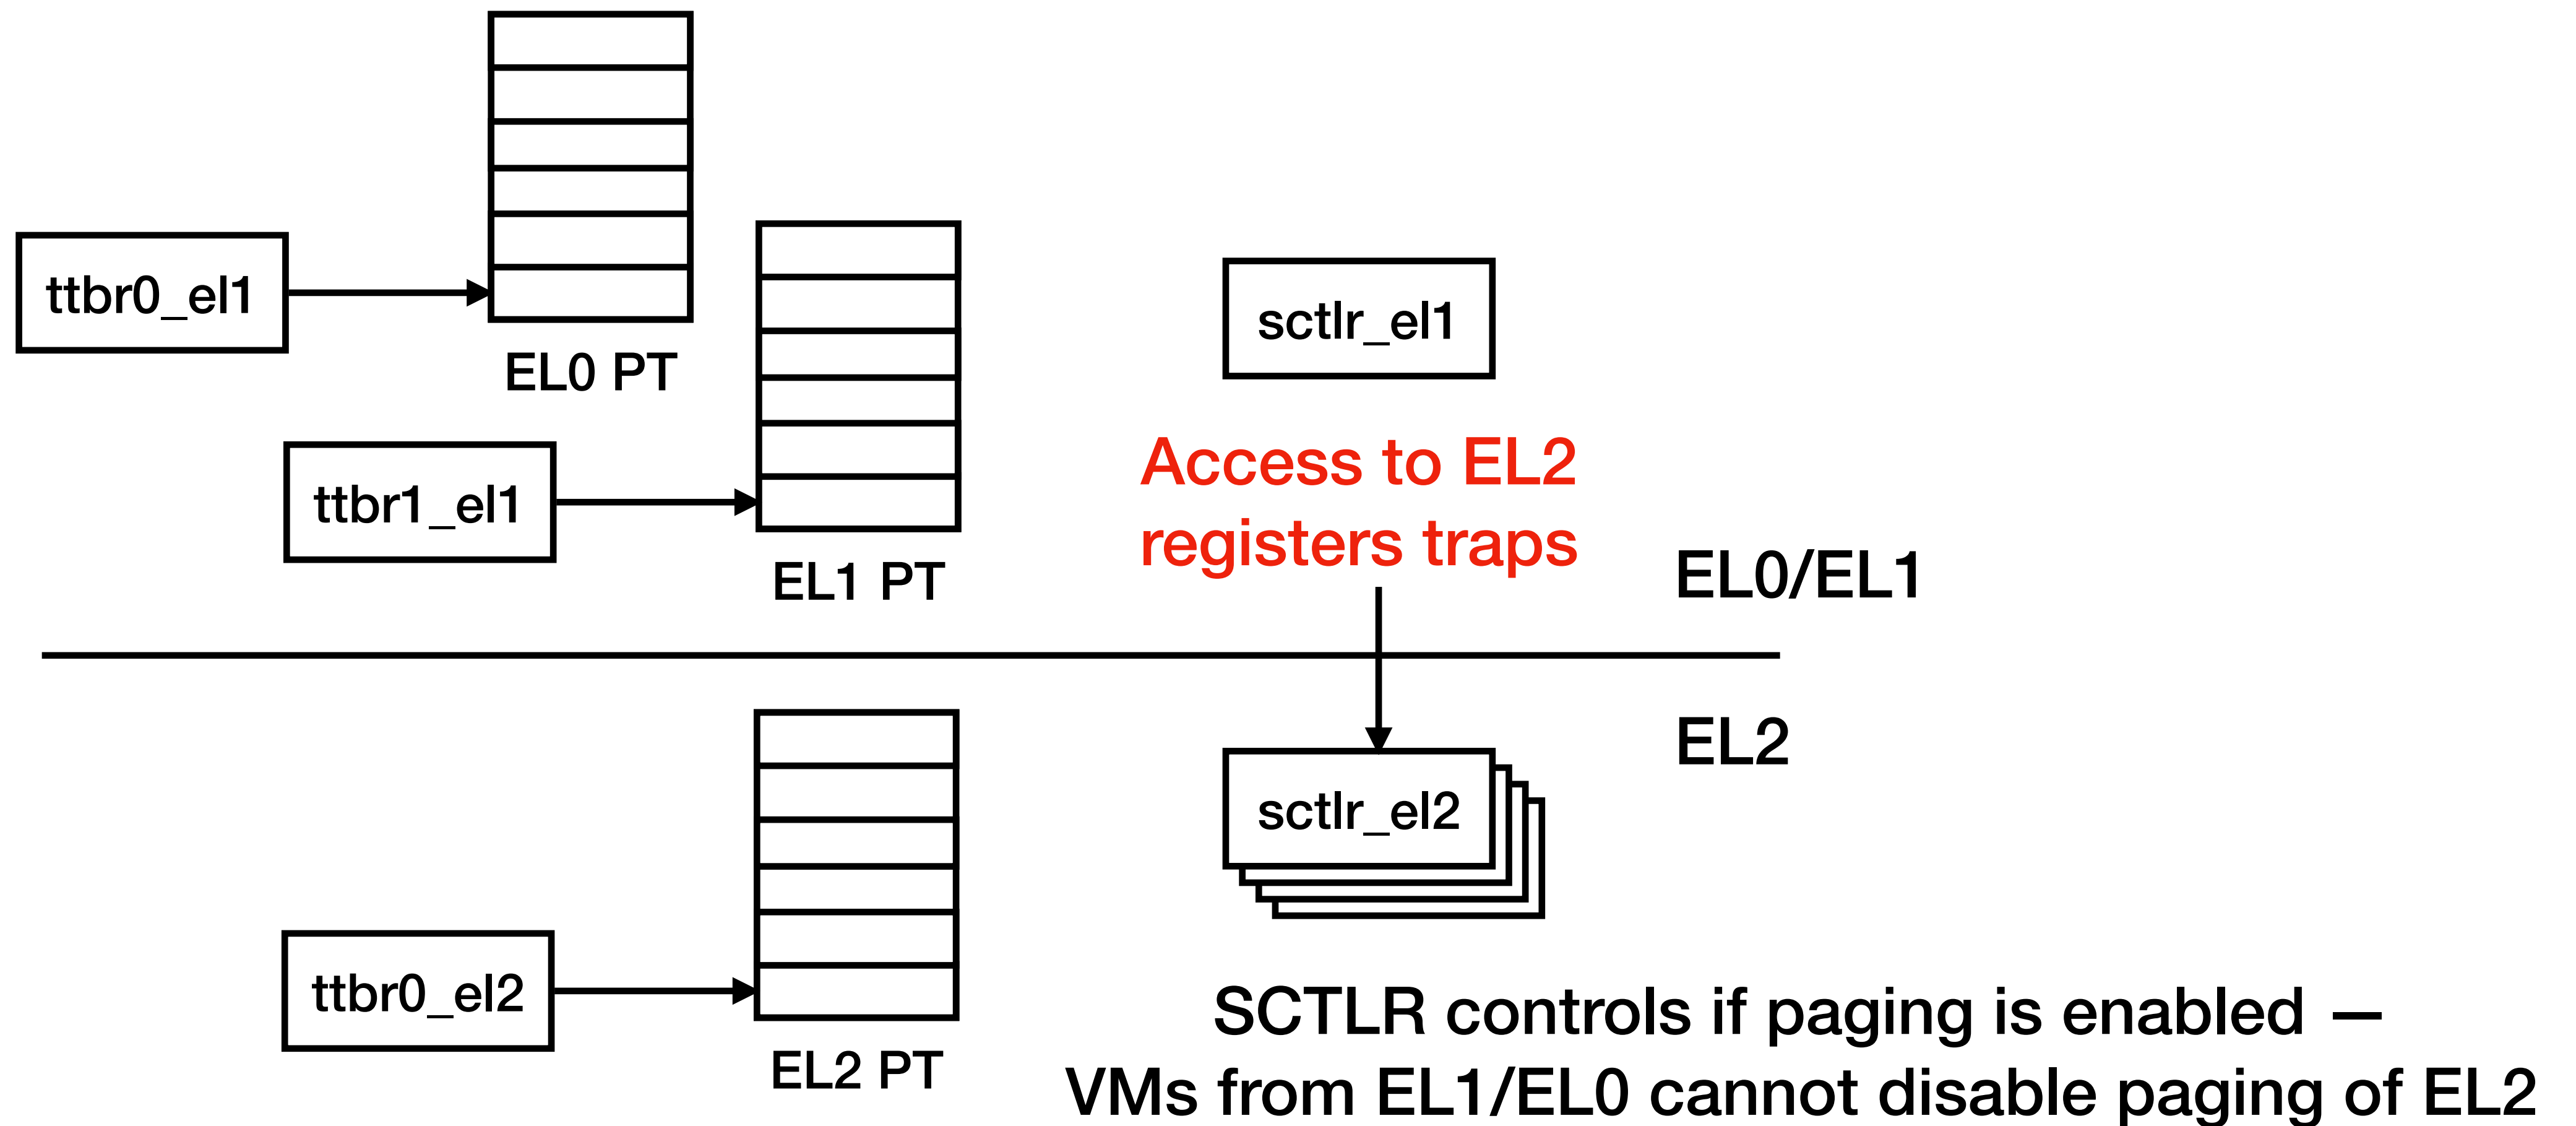 ttbr0_el1
EL0 PT
ttbr1_el1
EL1 PT
sctlr_el1
Access to EL2
registers traps
EL0/EL1
EL2
sctlr_el2
ttbr0_el2
EL2 PT
SCTLR controls if paging is enabled —
VMs from EL1/EL0 cannot disable paging of EL2